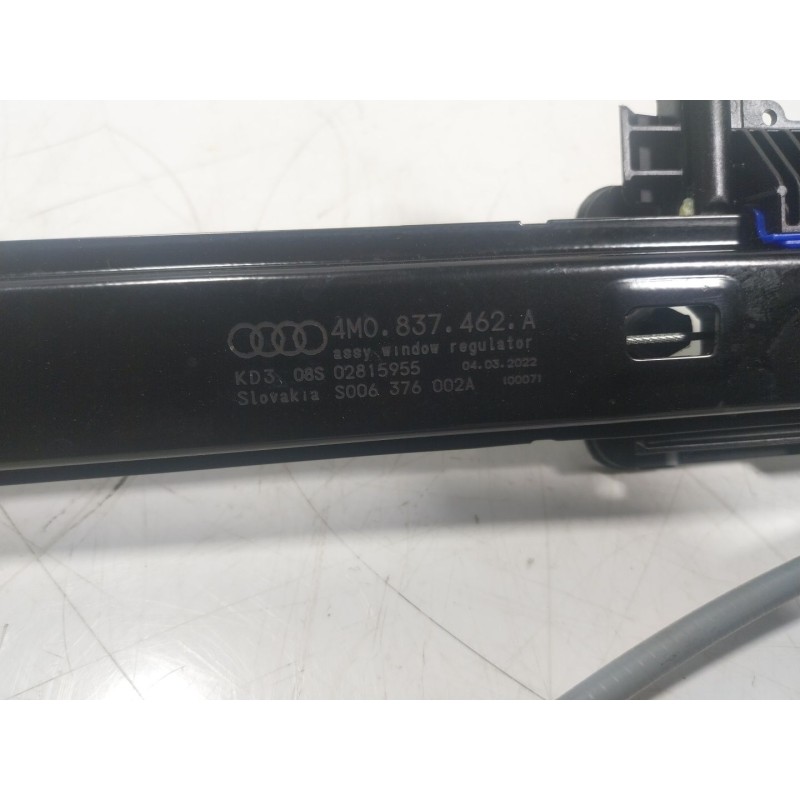 4M0.837.462.A
assy window regulator
KD3 08S 02815955 04.03.2022
Slovakia S006 376 002A 100071